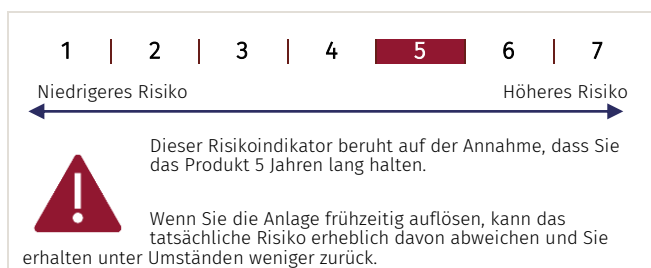 1 | 2 | 3 | 4 5 6 | 7
Niedrigeres Risiko Höheres Risiko
Dieser Risikoindikator beruht auf der Annahme, dass Sie
das Produkt 5 Jahren lang halten.
Wenn Sie die Anlage frühzeitig auflösen, kann das
tatsächliche Risiko erheblich davon abweichen und Sie
erhalten unter Umständen weniger zurück.